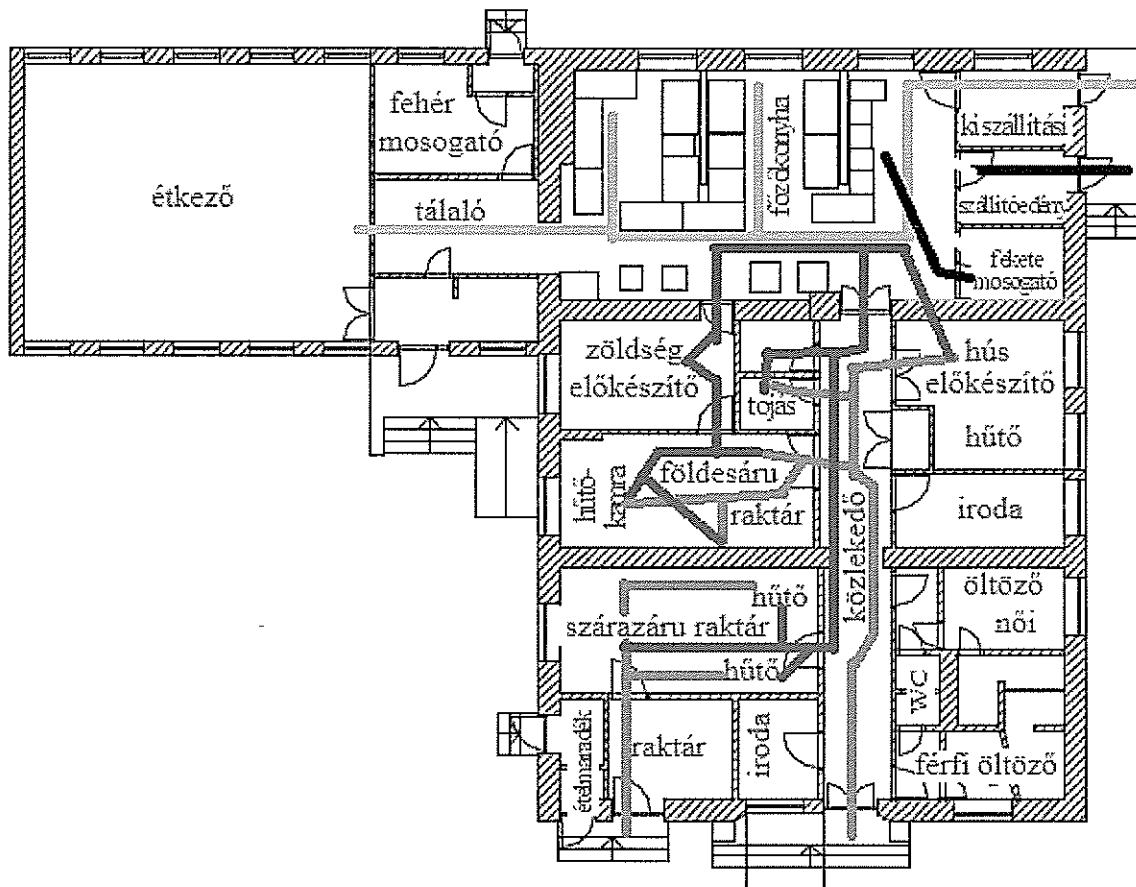 fehér
mosogató
étkező
tálaló
főzőkonyha
kiszállítási
szállítóedény
fekete
mosogató
zöldség
előkészítő
tojás
hús
előkészítő
hűtő
hűtő-
kamra
földesáru
raktár
közlekedő
iroda
hűtő
szárazáru raktár
hűtő
öltöző
női
WC
ételmaradék
raktár
iroda
férfi öltöző